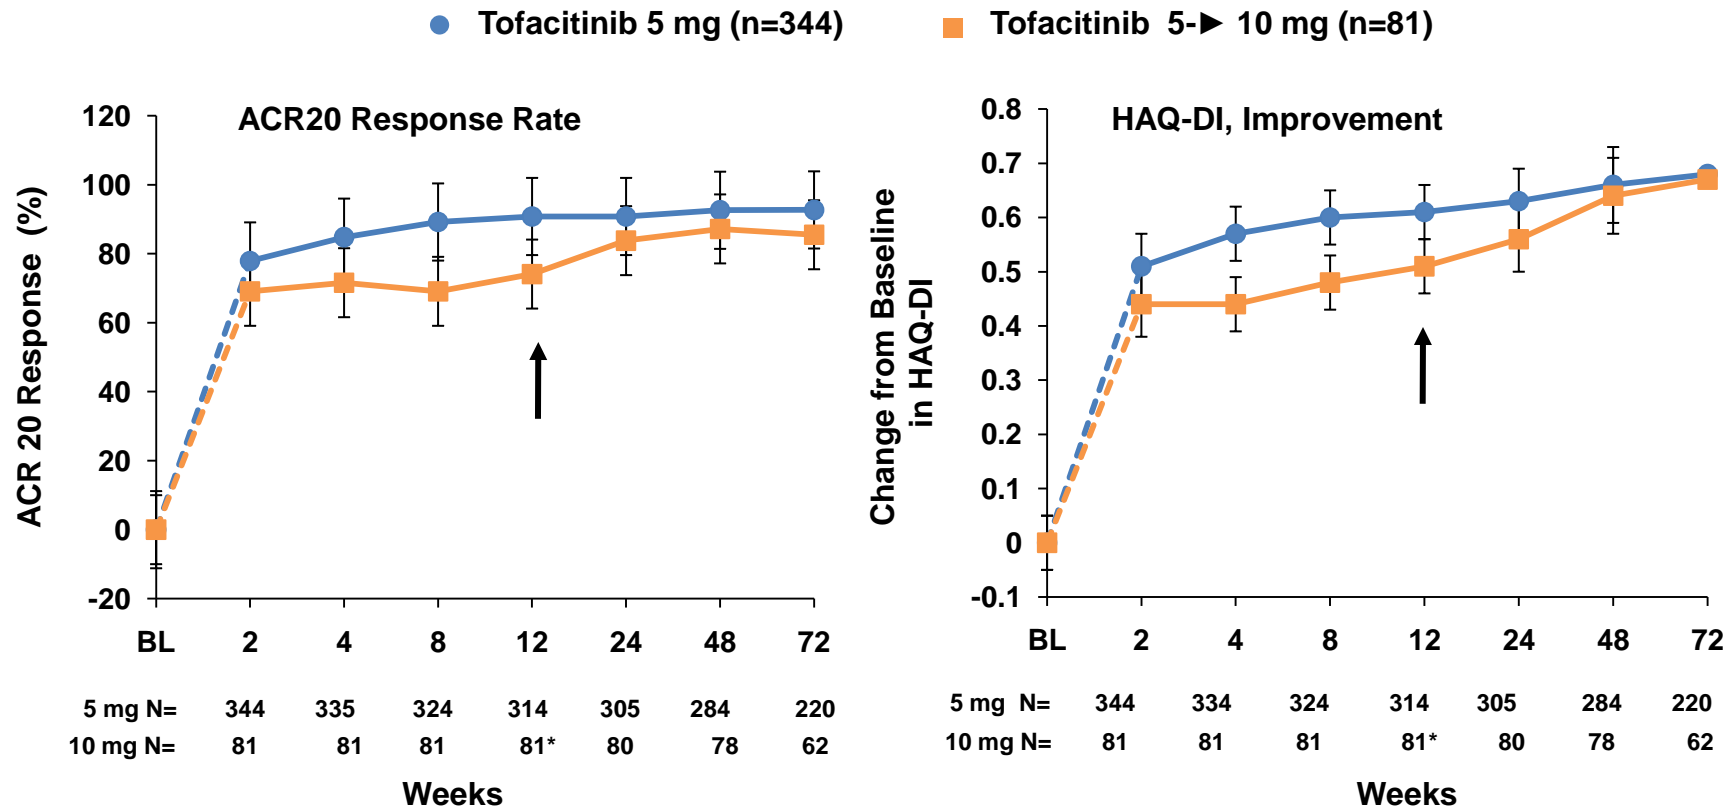 Tofacitinib 5 mg (n=344)
Tofacitinib 5-► 10 mg (n=81)
ACR20 Response Rate
ACR 20 Response (%)
120
100
80
60
40
20
0
-20
BL 2 4 8 12 24 48 72
5 mg N= 344 335 324 314 305 284 220
10 mg N= 81 81 81 81* 80 78 62
Weeks
HAQ-DI, Improvement
Change from Baseline
in HAQ-DI
0.8
0.7
0.6
0.5
0.4
0.3
0.2
0.1
0
-0.1
BL 2 4 8 12 24 48 72
5 mg N= 344 334 324 314 305 284 220
10 mg N= 81 81 81 81* 80 78 62
Weeks